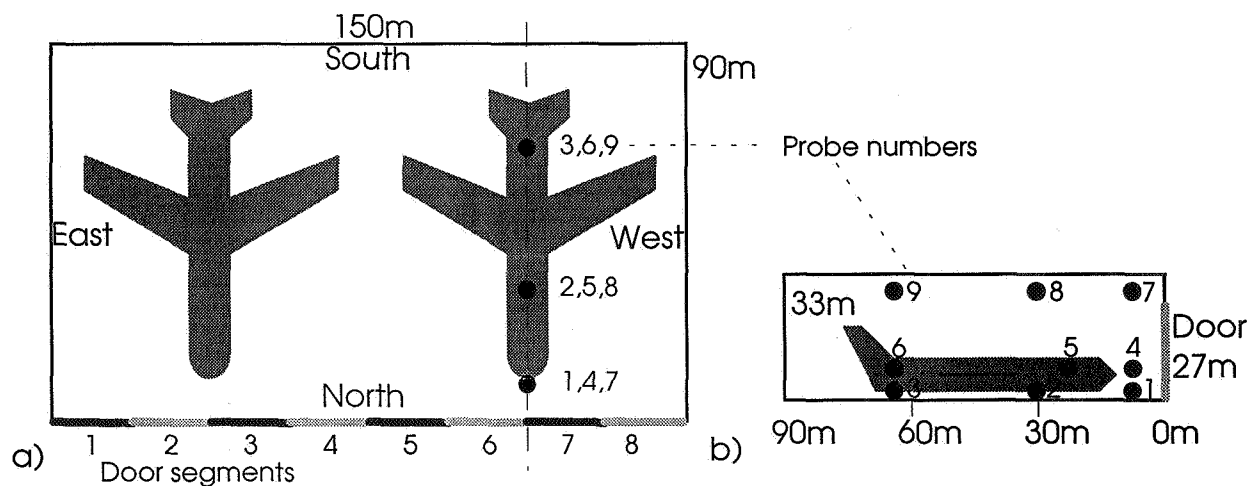 150m
South
90m
3,6,9
Probe numbers
East
West
2,5,8
9
8
7
33m
Door
6
5
4
27m
3
2
1
1,4,7
North
1 2 3 4 5 6 7 8
90m 60m 30m 0m
a)
b)
Door segments